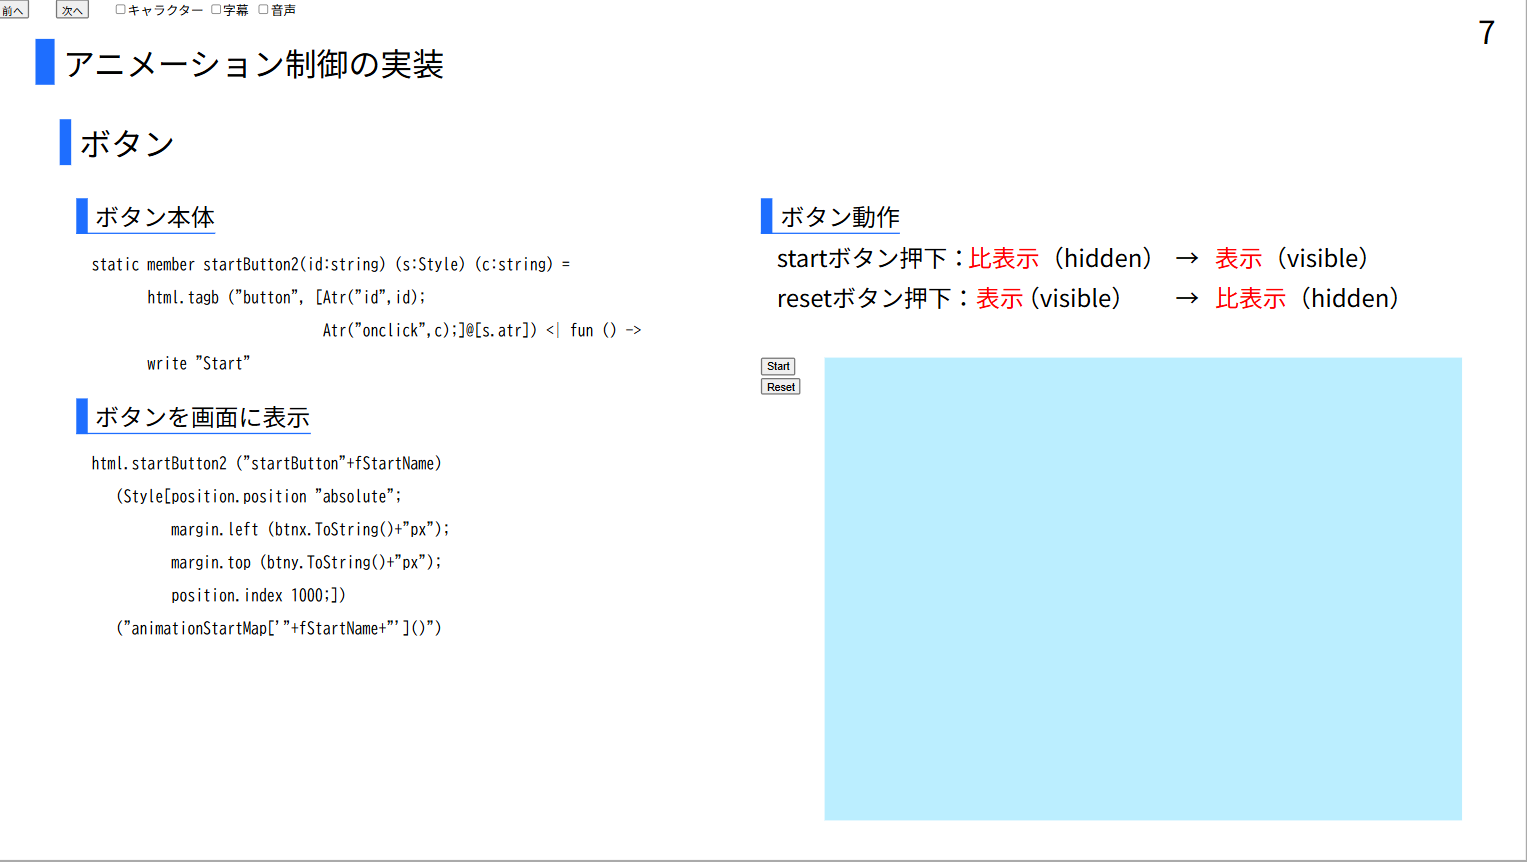 前へ 次へ キャラクター 字幕 音声
7
アニメーション制御の実装
ボタン
ボタン本体
static member startButton2(id:string) (s:Style) (c:string) =
html.tagb ("button", [Atr("id",id);
Atr("onclick",c);]@[s.atr]) <| fun () ->
write "Start"
ボタンを画面に表示
html.startButton2 ("startButton"+fStartName)
(Style[position.position "absolute";
margin.left (btnx.ToString()+"px");
margin.top (btny.ToString()+"px");
position.index 1000;])
("animationStartMap['"+fStartName+"']()")
ボタン動作
startボタン押下：比表示（hidden） → 表示（visible）
resetボタン押下：表示（visible） → 比表示（hidden）
Start
Reset